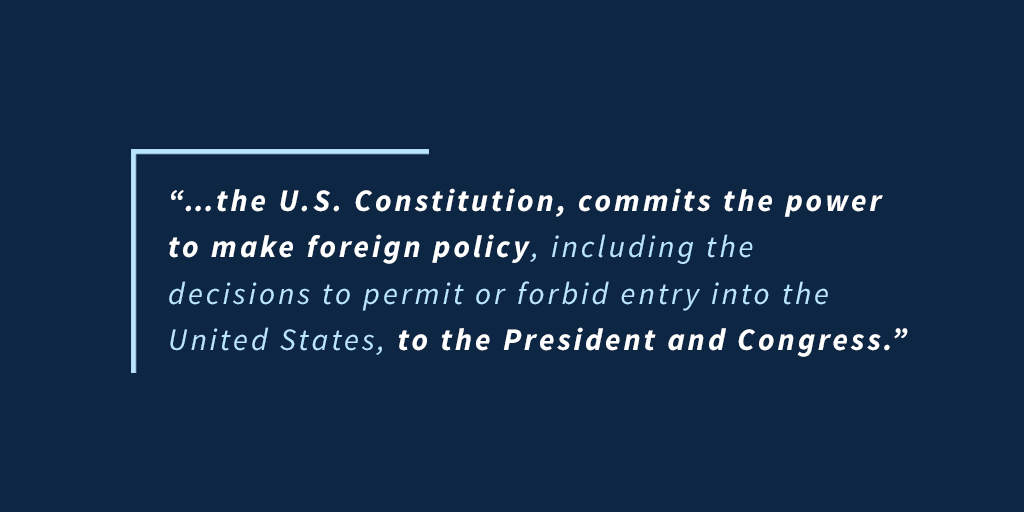 “...the U.S. Constitution, commits the power
to make foreign policy, including the
decisions to permit or forbid entry into the
United States, to the President and Congress.”